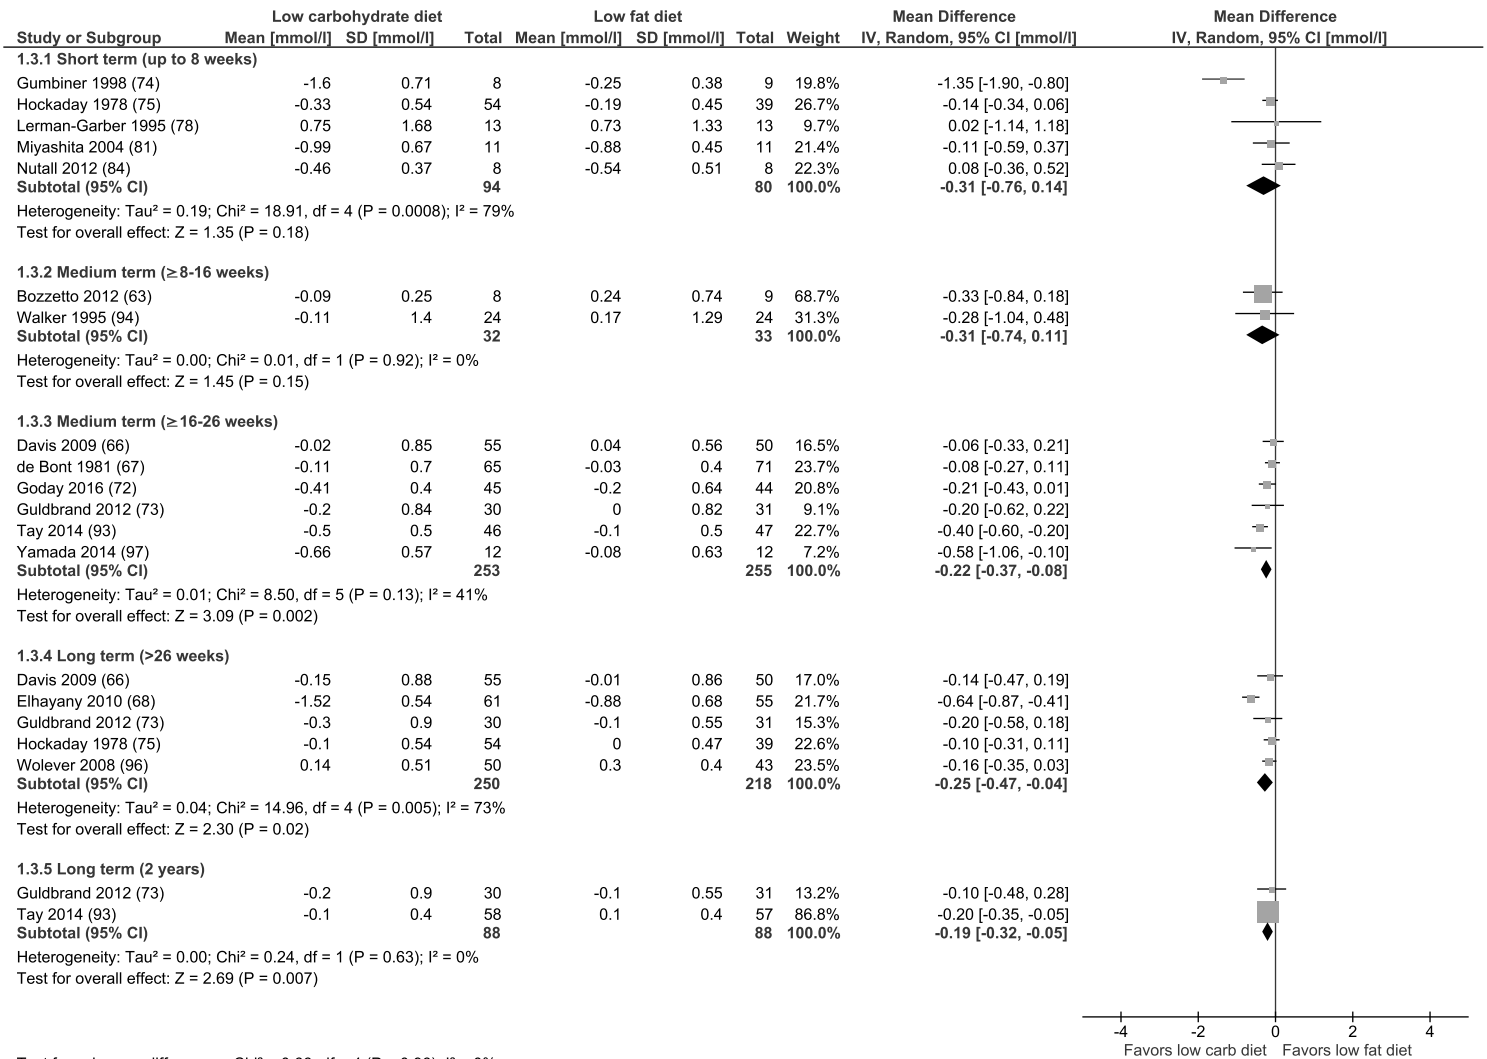 Low carbohydrate diet Low fat diet Mean Difference Mean Difference
Study or Subgroup Mean [mmol/l] SD [mmol/l] Total Mean [mmol/l] SD [mmol/l] Total Weight IV, Random, 95% CI [mmol/l] IV, Random, 95% CI [mmol/l]
1.3.1 Short term (up to 8 weeks)
Gumbiner 1998 (74) -1.6 0.71 8 -0.25 0.38 9 19.8% -1.35 [-1.90, -0.80]
Hockaday 1978 (75) -0.33 0.54 54 -0.19 0.45 39 26.7% -0.14 [-0.34, 0.06]
Lerman-Garber 1995 (78) 0.75 1.68 13 0.73 1.33 13 9.7% 0.02 [-1.14, 1.18]
Miyashita 2004 (81) -0.99 0.67 11 -0.88 0.45 11 21.4% -0.11 [-0.59, 0.37]
Nutall 2012 (84) -0.46 0.37 8 -0.54 0.51 8 22.3% 0.08 [-0.36, 0.52]
Subtotal (95% CI) 94 80 100.0% -0.31 [-0.76, 0.14]
Heterogeneity: Tau² = 0.19; Chi² = 18.91, df = 4 (P = 0.0008); I² = 79%
Test for overall effect: Z = 1.35 (P = 0.18)
1.3.2 Medium term (≥8-16 weeks)
Bozzetto 2012 (63) -0.09 0.25 8 0.24 0.74 9 68.7% -0.33 [-0.84, 0.18]
Walker 1995 (94) -0.11 1.4 24 0.17 1.29 24 31.3% -0.28 [-1.04, 0.48]
Subtotal (95% CI) 32 33 100.0% -0.31 [-0.74, 0.11]
Heterogeneity: Tau² = 0.00; Chi² = 0.01, df = 1 (P = 0.92); I² = 0%
Test for overall effect: Z = 1.45 (P = 0.15)
1.3.3 Medium term (≥16-26 weeks)
Davis 2009 (66) -0.02 0.85 55 0.04 0.56 50 16.5% -0.06 [-0.33, 0.21]
de Bont 1981 (67) -0.11 0.7 65 -0.03 0.4 71 23.7% -0.08 [-0.27, 0.11]
Goday 2016 (72) -0.41 0.4 45 -0.2 0.64 44 20.8% -0.21 [-0.43, 0.01]
Guldbrand 2012 (73) -0.2 0.84 30 0 0.82 31 9.1% -0.20 [-0.62, 0.22]
Tay 2014 (93) -0.5 0.5 46 -0.1 0.5 47 22.7% -0.40 [-0.60, -0.20]
Yamada 2014 (97) -0.66 0.57 12 -0.08 0.63 12 7.2% -0.58 [-1.06, -0.10]
Subtotal (95% CI) 253 255 100.0% -0.22 [-0.37, -0.08]
Heterogeneity: Tau² = 0.01; Chi² = 8.50, df = 5 (P = 0.13); I² = 41%
Test for overall effect: Z = 3.09 (P = 0.002)
1.3.4 Long term (>26 weeks)
Davis 2009 (66) -0.15 0.88 55 -0.01 0.86 50 17.0% -0.14 [-0.47, 0.19]
Elhayany 2010 (68) -1.52 0.54 61 -0.88 0.68 55 21.7% -0.64 [-0.87, -0.41]
Guldbrand 2012 (73) -0.3 0.9 30 -0.1 0.55 31 15.3% -0.20 [-0.58, 0.18]
Hockaday 1978 (75) -0.1 0.54 54 0 0.47 39 22.6% -0.10 [-0.31, 0.11]
Wolever 2008 (96) 0.14 0.51 50 0.3 0.4 43 23.5% -0.16 [-0.35, 0.03]
Subtotal (95% CI) 250 218 100.0% -0.25 [-0.47, -0.04]
Heterogeneity: Tau² = 0.04; Chi² = 14.96, df = 4 (P = 0.005); I² = 73%
Test for overall effect: Z = 2.30 (P = 0.02)
1.3.5 Long term (2 years)
Guldbrand 2012 (73) -0.2 0.9 30 -0.1 0.55 31 13.2% -0.10 [-0.48, 0.28]
Tay 2014 (93) -0.1 0.4 58 0.1 0.4 57 86.8% -0.20 [-0.35, -0.05]
Subtotal (95% CI) 88 88 100.0% -0.19 [-0.32, -0.05]
Heterogeneity: Tau² = 0.00; Chi² = 0.24, df = 1 (P = 0.63); I² = 0%
Test for overall effect: Z = 2.69 (P = 0.007)
-4 -2 0 2 4
Favors low carb diet Favors low fat diet